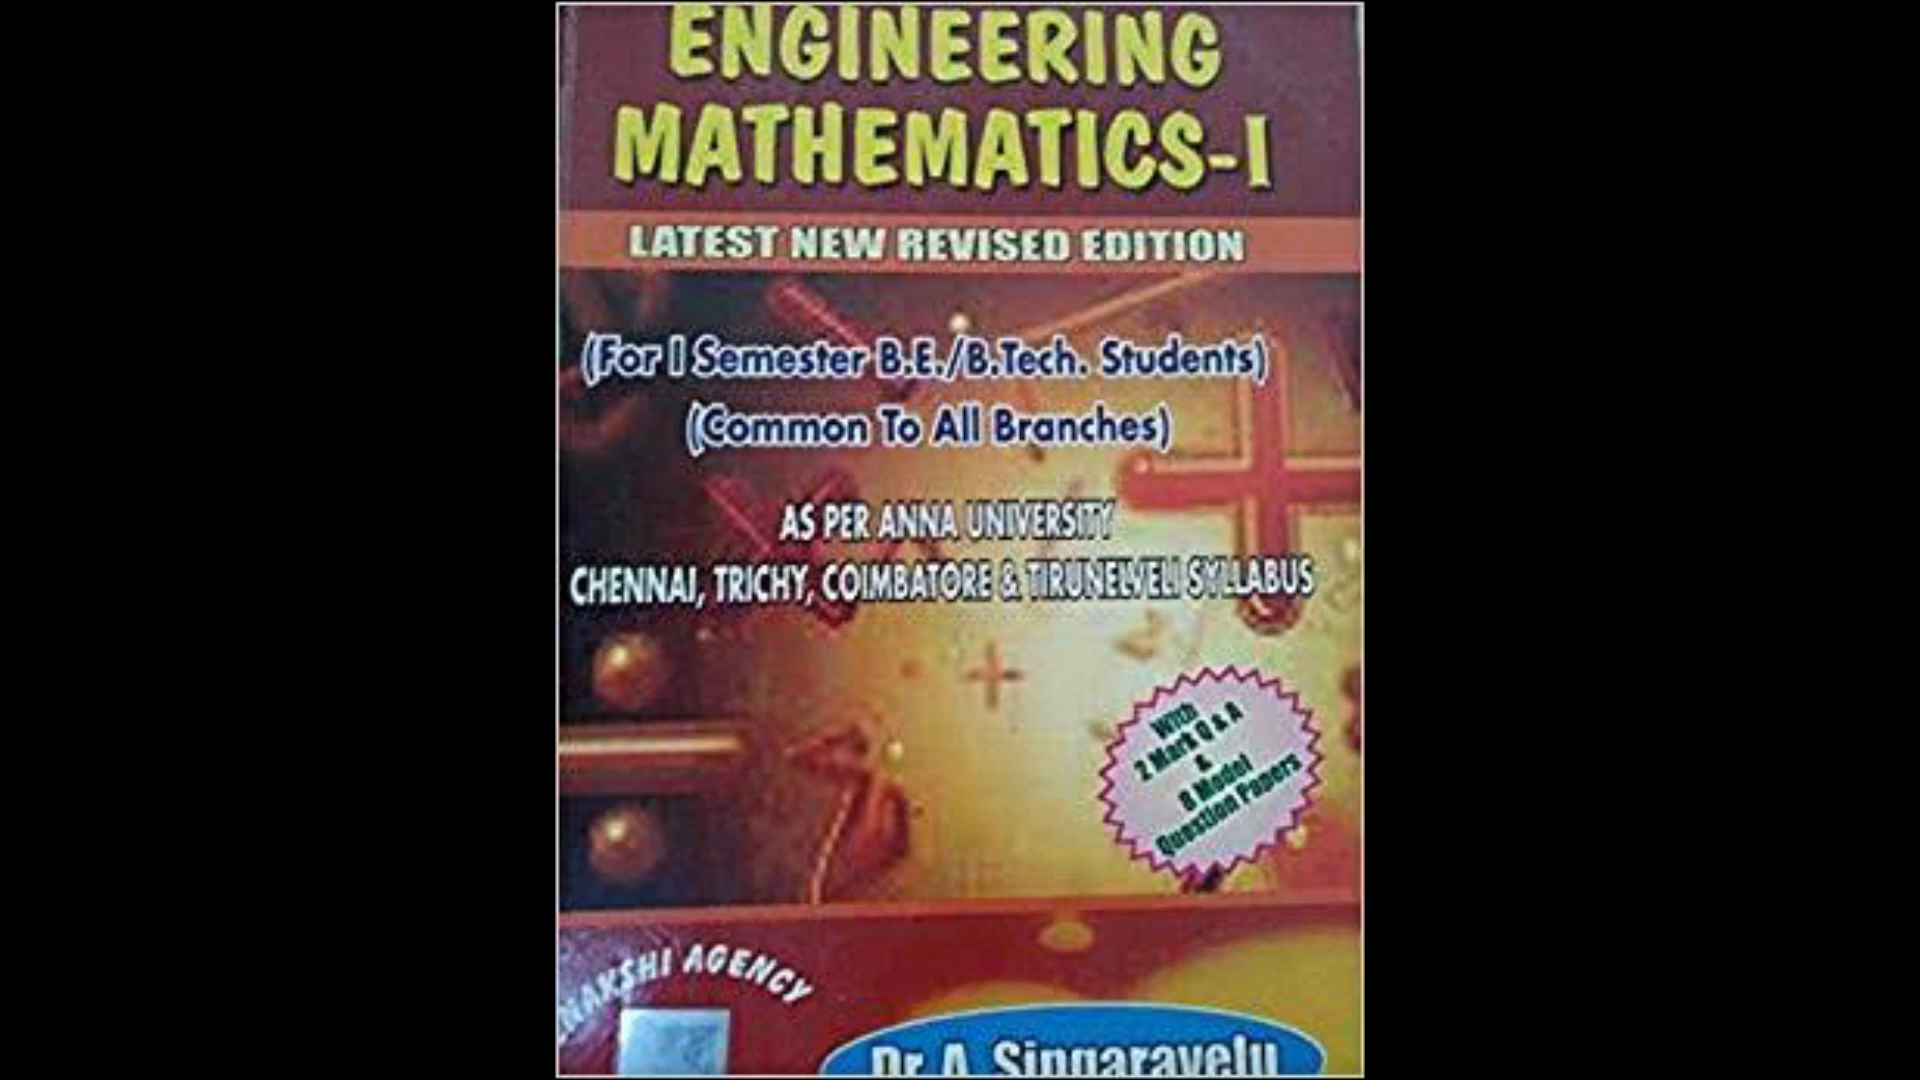 ENGINEERING
MATHEMATICS-I
LATEST NEW REVISED EDITION
(For I Semester B.E./B.Tech. Students)
(Common To All Branches)
AS PER ANNA UNIVERSITY
CHENNAI, TRICHY, COIMBATORE & TIRUNELVELI SYLLABUS
With
2 Mark Q & A
&
8 Model
Question Papers
AGENCY
Dr. A. Singaravelu